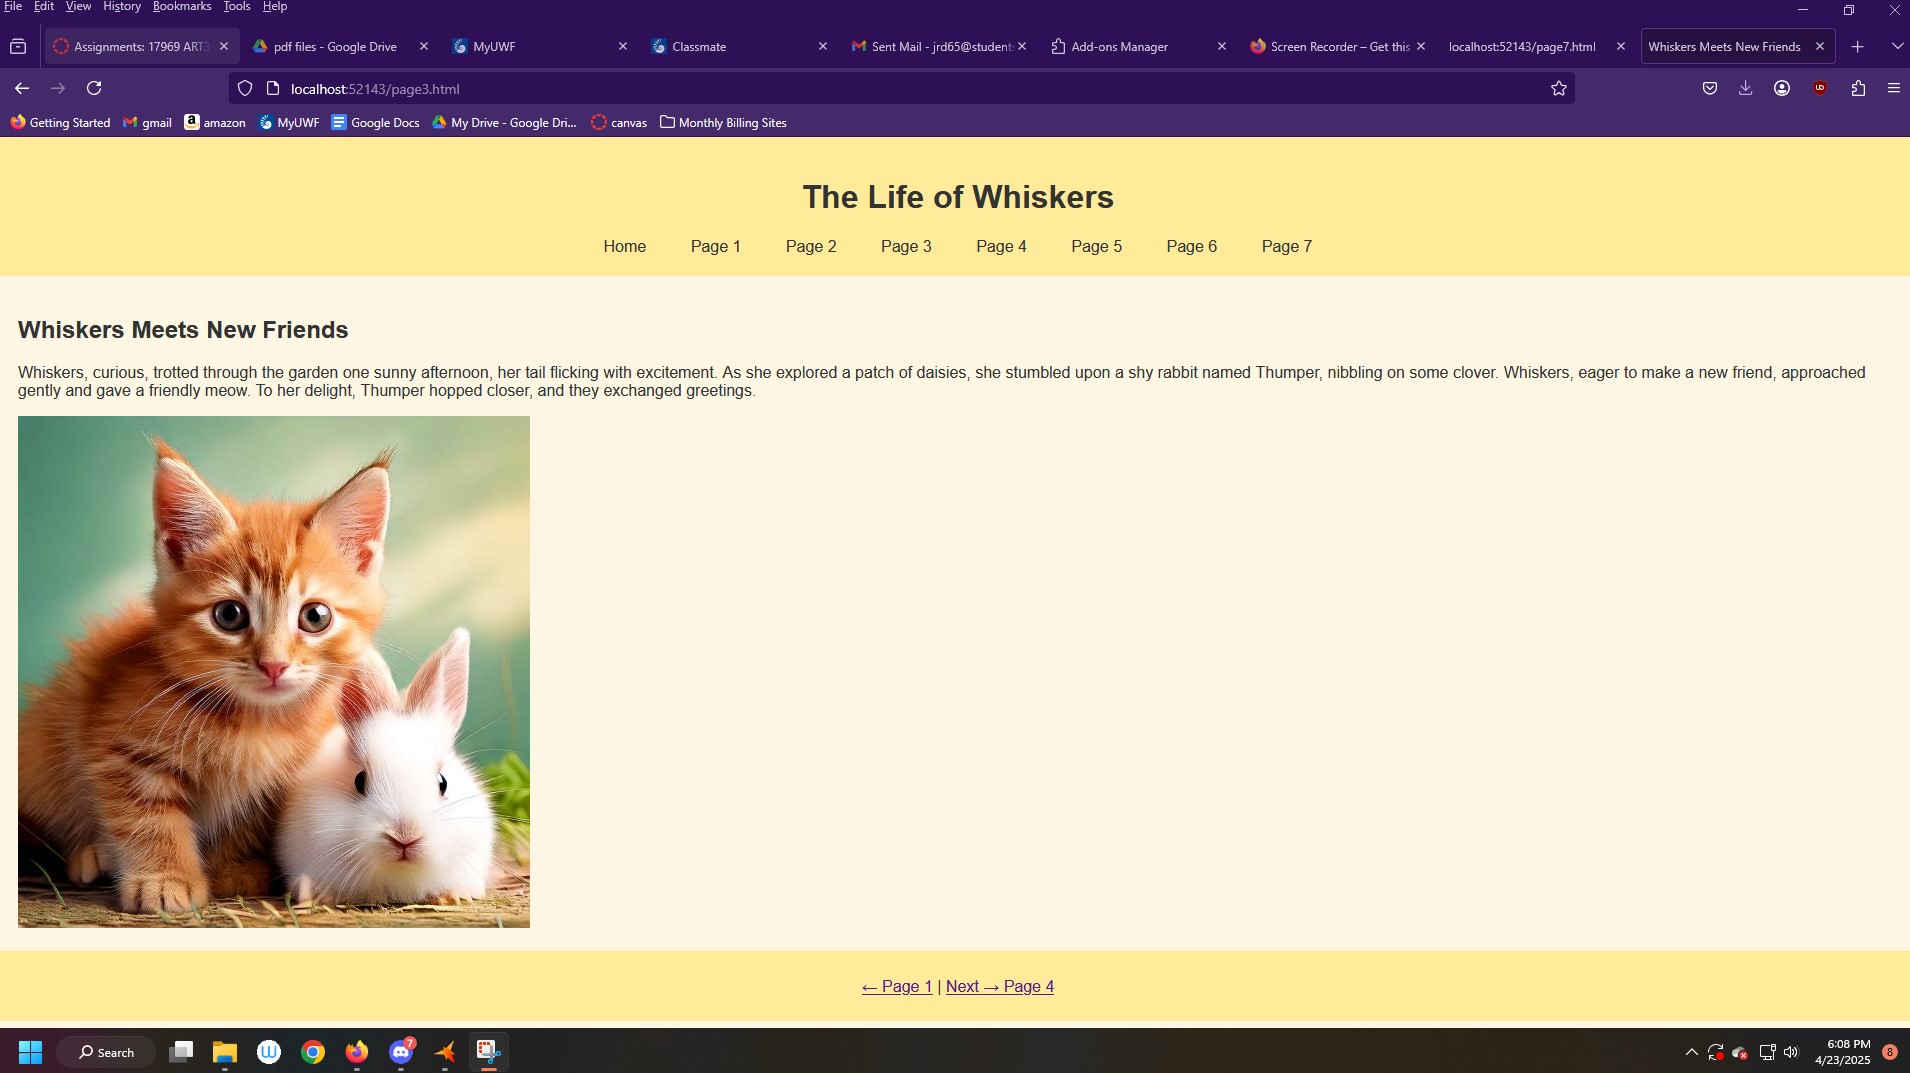 File Edit View History Bookmarks Tools Help
Assignments: 17969 ART3 pdf files - Google Drive MyUWF Classmate Sent Mail - jrd65@student: Add-ons Manager Screen Recorder – Get this localhost:52143/page7.html Whiskers Meets New Friends
localhost:52143/page3.html
Getting Started gmail amazon MyUWF Google Docs My Drive - Google Dri... canvas Monthly Billing Sites
The Life of Whiskers
Home Page 1 Page 2 Page 3 Page 4 Page 5 Page 6 Page 7
Whiskers Meets New Friends
Whiskers, curious, trotted through the garden one sunny afternoon, her tail flicking with excitement. As she explored a patch of daisies, she stumbled upon a shy rabbit named Thumper, nibbling on some clover. Whiskers, eager to make a new friend, approached
gently and gave a friendly meow. To her delight, Thumper hopped closer, and they exchanged greetings.
← Page 1 | Next → Page 4
Search
7
6:08 PM
4/23/2025
8